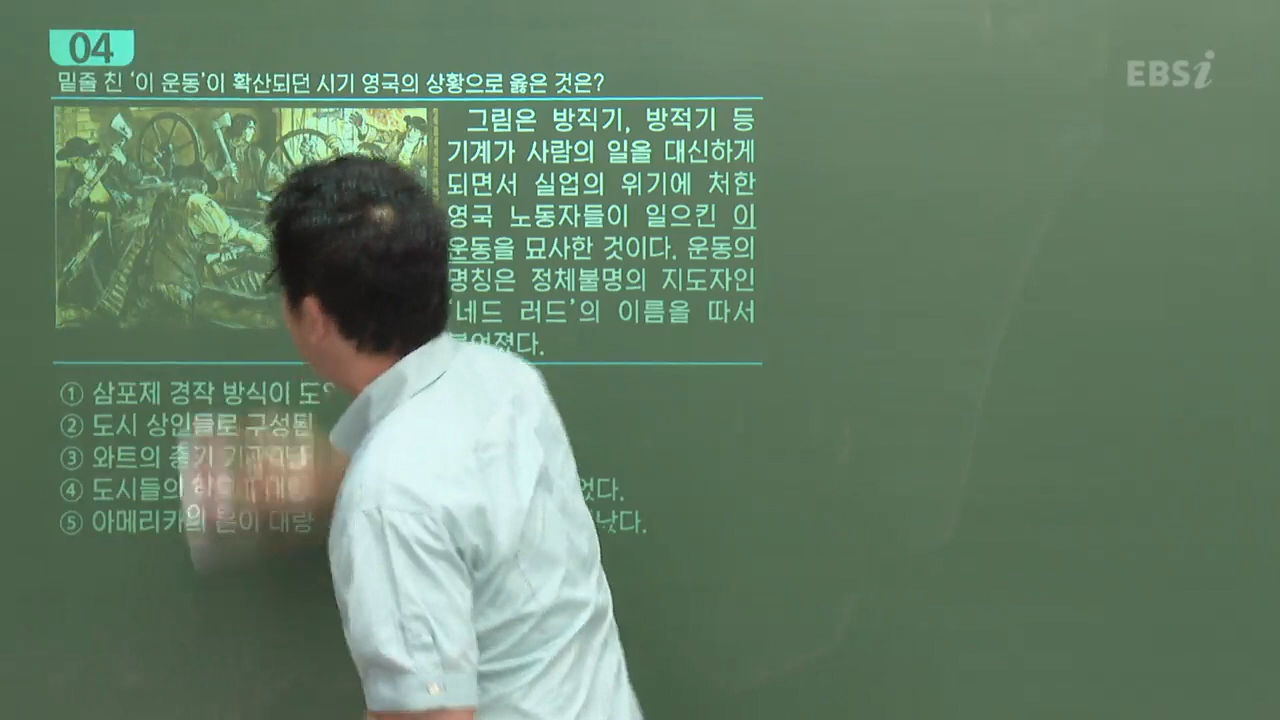 04
EBSi
밑줄 친 ‘이 운동’이 확산되던 시기 영국의 상황으로 옳은 것은?
그림은 방직기, 방적기 등
기계가 사람의 일을 대신하게
되면서 실업의 위기에 처한
영국 노동자들이 일으킨 이
운동을 묘사한 것이다. 운동의
명칭은 정체불명의 지도자인
‘네드 러드’의 이름을 따서
① 삼포제 경작 방식이
② 도시 상인들로 구성된
③ 와트의 증기
④ 도시들의
⑤ 아메리카의 은이 대량